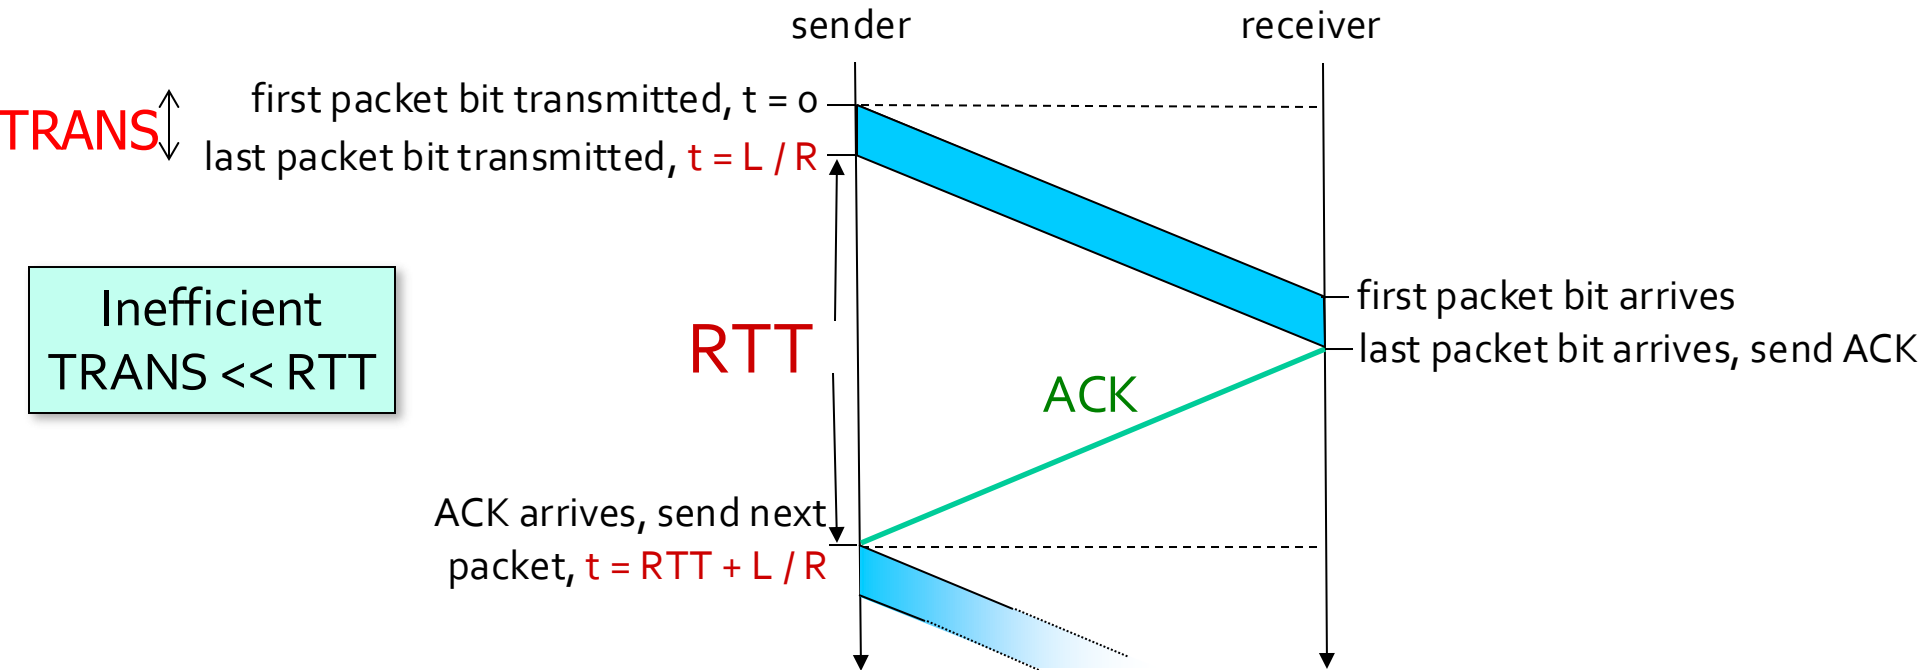 sender
receiver
first packet bit transmitted, t = 0
TRANS
last packet bit transmitted, t = L / R
Inefficient
TRANS << RTT
RTT
first packet bit arrives
last packet bit arrives, send ACK
ACK
ACK arrives, send next
packet, t = RTT + L / R